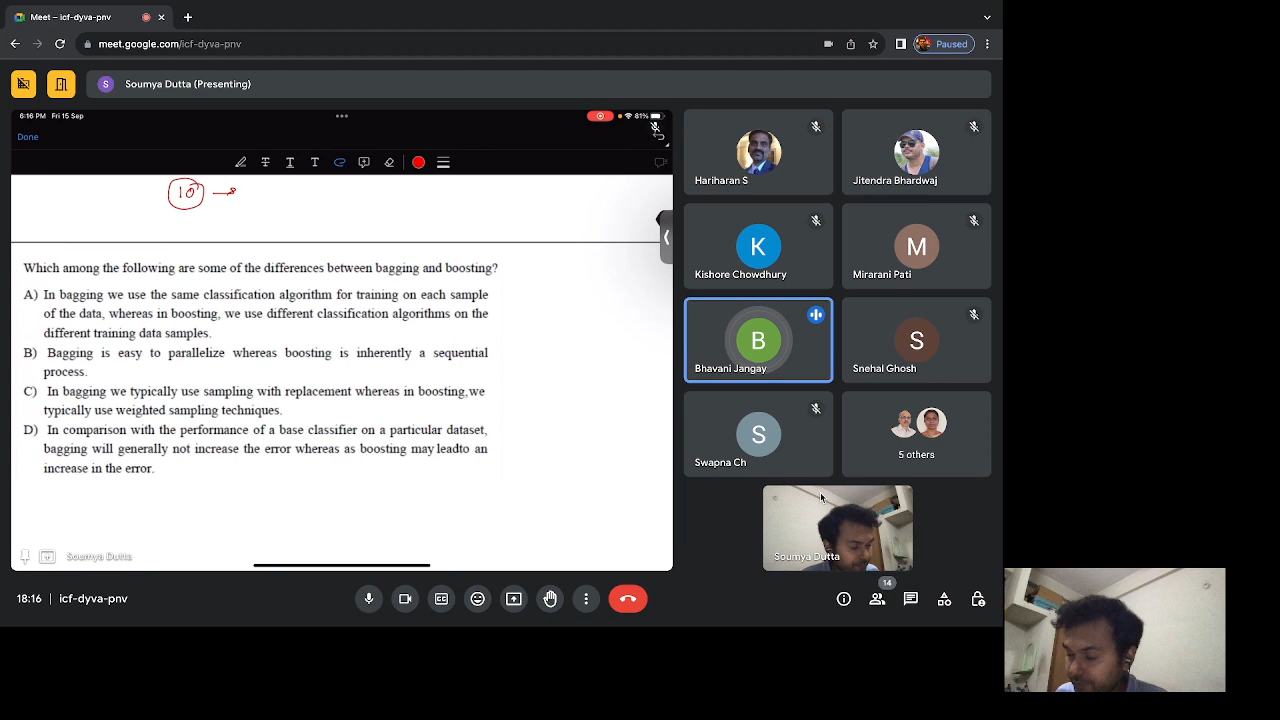 Meet – icf-dyva-pnv
meet.google.com/icf-dyva-pnv
Paused
S Soumya Dutta (Presenting)
6:16 PM Fri 15 Sep
81%
Done
T T T
10
Which among the following are some of the differences between bagging and boosting?
A) In bagging we use the same classification algorithm for training on each sample
of the data, whereas in boosting, we use different classification algorithms on the
different training data samples.
B) Bagging is easy to parallelize whereas boosting is inherently a sequential
process.
C) In bagging we typically use sampling with replacement whereas in boosting,we
typically use weighted sampling techniques.
D) In comparison with the performance of a base classifier on a particular dataset,
bagging will generally not increase the error whereas as boosting may leadto an
increase in the error.
Soumya Dutta
Hariharan S
Jitendra Bhardwaj
K
Kishore Chowdhury
M
Mirarani Pati
B
Bhavani Jangay
S
Snehal Ghosh
S
Swapna Ch
5 others
Soumya Dutta
18:16 icf-dyva-pnv
14